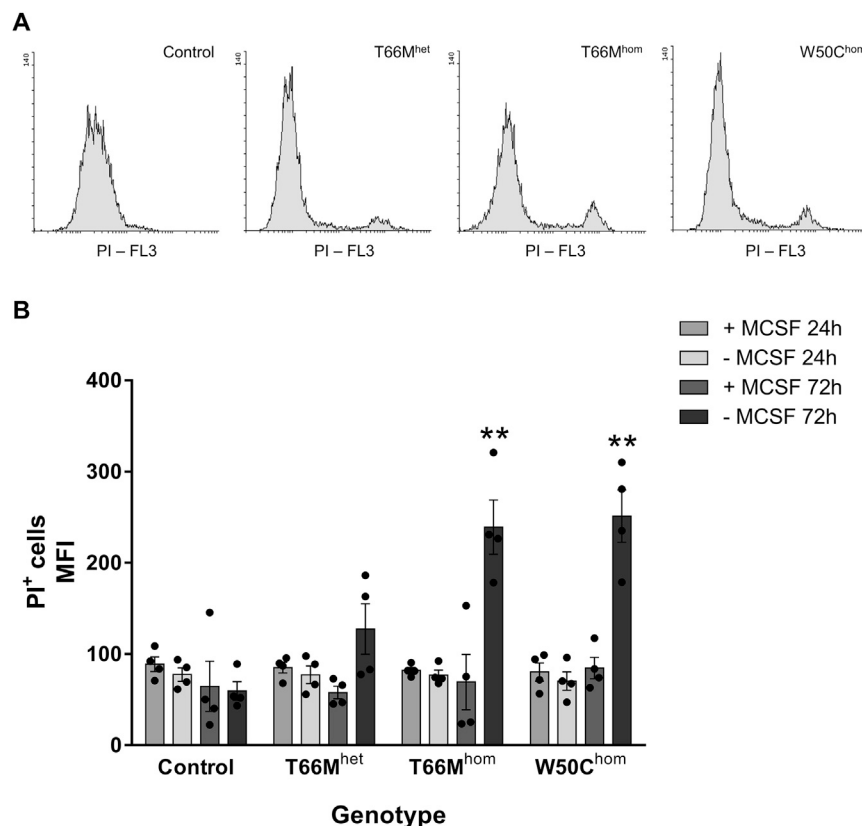 A
Control
T66Mhet
T66Mhom
W50Chom
140
140
140
140
PI – FL3
PI – FL3
PI – FL3
PI – FL3
B
+ MCSF 24h
- MCSF 24h
+ MCSF 72h
- MCSF 72h
PI+ cells
MFI
400
300
200
100
0
**
**
Control
T66Mhet
T66Mhom
W50Chom
Genotype